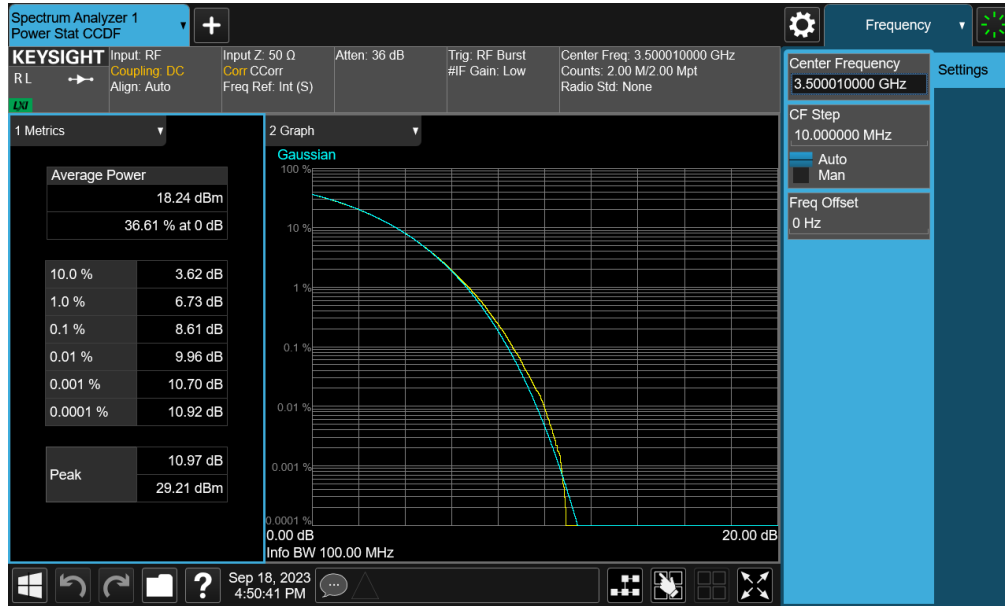 Spectrum Analyzer 1
Power Stat CCDF
+
Frequency
KEYSIGHT
RL
LXI
Input: RF
Coupling: DC
Align: Auto
Input Z: 50 Ω
Corr CCorr
Freq Ref: Int (S)
Atten: 36 dB
Trig: RF Burst
#IF Gain: Low
Center Freq: 3.500010000 GHz
Counts: 2.00 M/2.00 Mpt
Radio Std: None
Center Frequency
3.500010000 GHz
Settings
CF Step
10.000000 MHz
Auto
Man
Freq Offset
0 Hz
1 Metrics
Average Power
18.24 dBm
36.61 % at 0 dB
10.0 % 3.62 dB
1.0 % 6.73 dB
0.1 % 8.61 dB
0.01 % 9.96 dB
0.001 % 10.70 dB
0.0001 % 10.92 dB
Peak
10.97 dB
29.21 dBm
2 Graph
Gaussian
100 %
10 %
1 %
0.1 %
0.01 %
0.001 %
0.0001 %
0.00 dB 20.00 dB
Info BW 100.00 MHz
?
Sep 18, 2023
4:50:41 PM